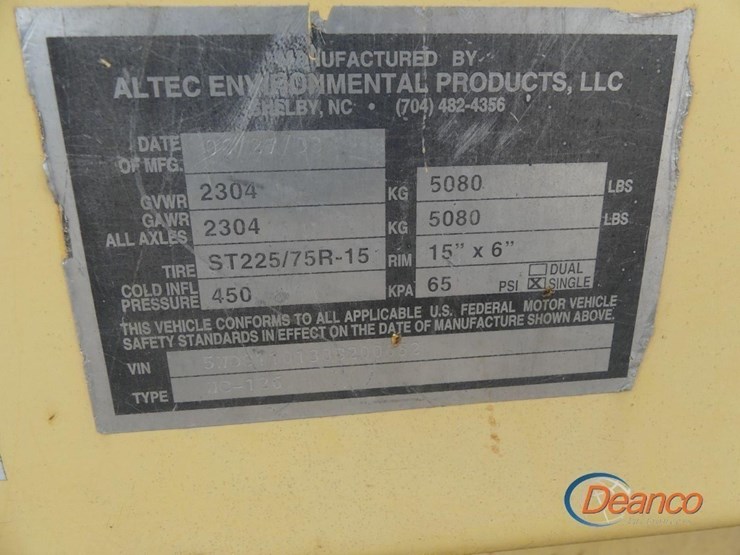 MANUFACTURED BY
ALTEC ENVIRONMENTAL PRODUCTS, LLC
SHELBY, NC • (704) 482-4356
DATE
OF MFG.
GVWR 2304 KG 5080 LBS
GAWR
ALL AXLES 2304 KG 5080 LBS
TIRE ST225/75R-15 RIM 15" x 6"
COLD INFL
PRESSURE 450 KPA 65 PSI ☐ DUAL
☒ SINGLE
THIS VEHICLE CONFORMS TO ALL APPLICABLE U.S. FEDERAL MOTOR VEHICLE
SAFETY STANDARDS IN EFFECT ON THE DATE OF MANUFACTURE SHOWN ABOVE.
VIN
TYPE
Deanco